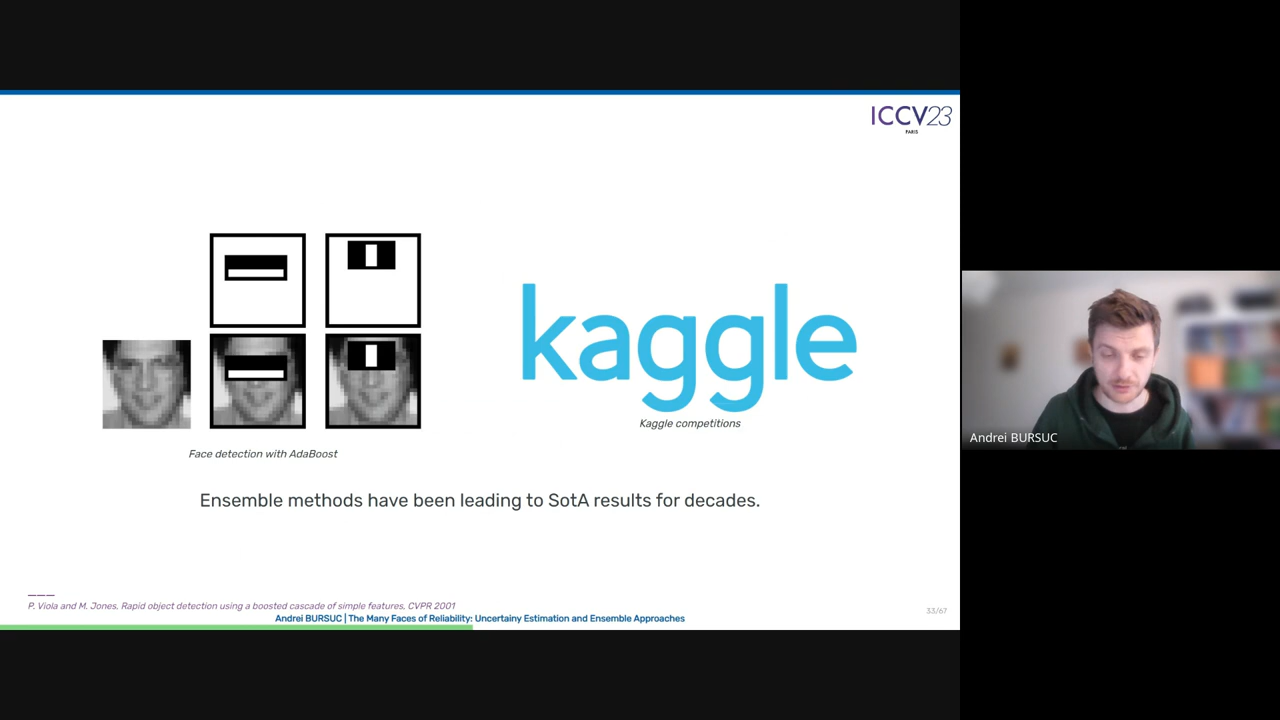 ICCV23
PARIS
kaggle
Kaggle competitions
Face detection with AdaBoost
Ensemble methods have been leading to SotA results for decades.
P. Viola and M. Jones. Rapid object detection using a boosted cascade of simple features, CVPR 2001
33/67
Andrei BURSUC | The Many Faces of Reliability: Uncertainy Estimation and Ensemble Approaches
Andrei BURSUC